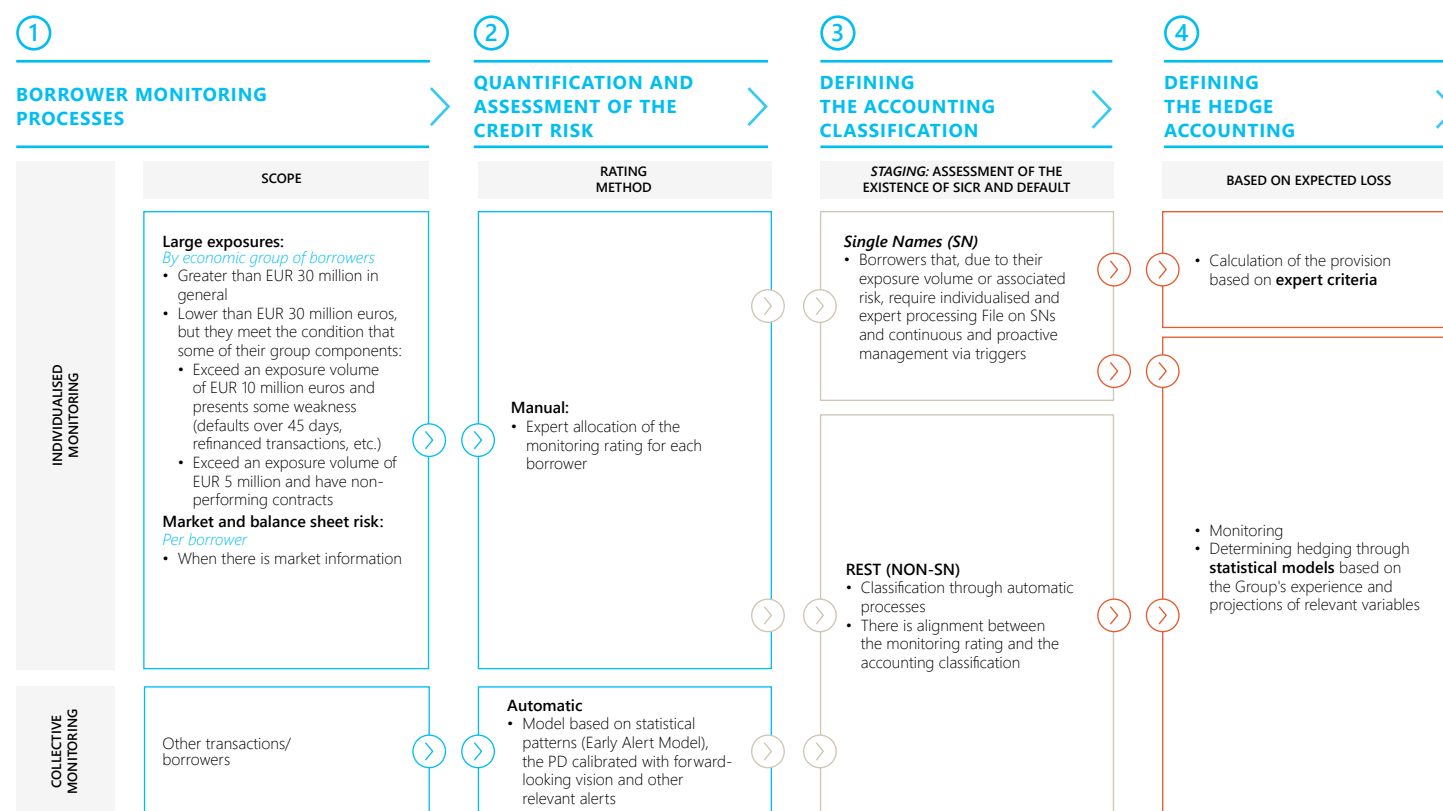 1
BORROWER MONITORING
PROCESSES
2
QUANTIFICATION AND
ASSESSMENT OF THE
CREDIT RISK
3
DEFINING
THE ACCOUNTING
CLASSIFICATION
4
DEFINING
THE HEDGE
ACCOUNTING
SCOPE
RATING
METHOD
STAGING: ASSESSMENT OF THE
EXISTENCE OF SICR AND DEFAULT
BASED ON EXPECTED LOSS
INDIVIDUALISED
MONITORING
Large exposures:
By economic group of borrowers
• Greater than EUR 30 million in
general
• Lower than EUR 30 million euros,
but they meet the condition that
some of their group components:
• Exceed an exposure volume
of EUR 10 million euros and
presents some weakness
(defaults over 45 days,
refinanced transactions, etc.)
• Exceed an exposure volume of
EUR 5 million and have non-
performing contracts
Market and balance sheet risk:
Per borrower
• When there is market information
Manual:
• Expert allocation of the
monitoring rating for each
borrower
Single Names (SN)
• Borrowers that, due to their
exposure volume or associated
risk, require individualised and
expert processing File on SNs
and continuous and proactive
management via triggers
• Calculation of the provision
based on expert criteria
REST (NON-SN)
• Classification through automatic
processes
• There is alignment between
the monitoring rating and the
accounting classification
• Monitoring
• Determining hedging through
statistical models based on
the Group's experience and
projections of relevant variables
COLLECTIVE
MONITORING
Other transactions/
borrowers
Automatic
• Model based on statistical
patterns (Early Alert Model),
the PD calibrated with forward-
looking vision and other
relevant alerts